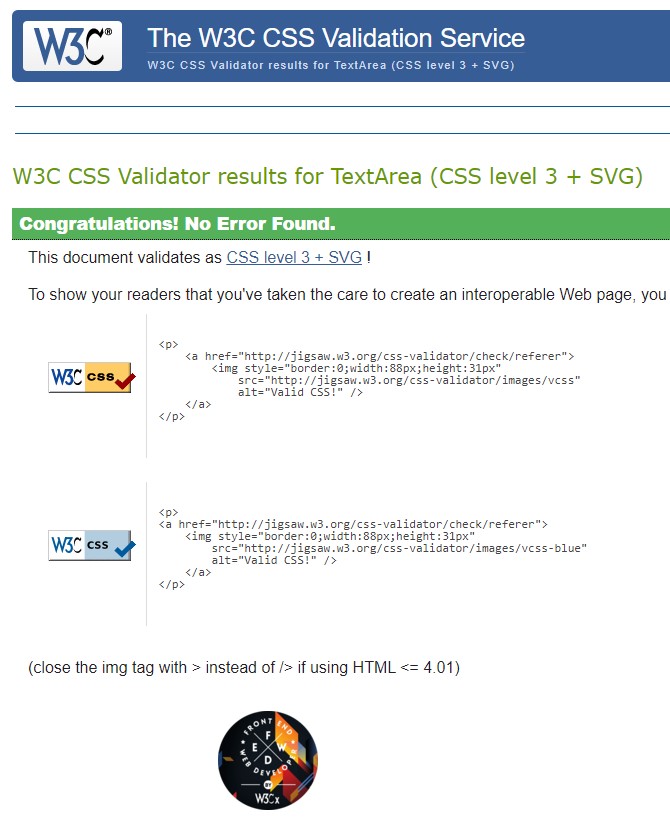 W3C®
The W3C CSS Validation Service
W3C CSS Validator results for TextArea (CSS level 3 + SVG)
W3C CSS Validator results for TextArea (CSS level 3 + SVG)
Congratulations! No Error Found.
This document validates as CSS level 3 + SVG !
To show your readers that you've taken the care to create an interoperable Web page, you
W3C css
<p>
<a href="http://jigsaw.w3.org/css-validator/check/referer">
<img style="border:0;width:88px;height:31px"
src="http://jigsaw.w3.org/css-validator/images/vcss"
alt="Valid CSS!" />
</a>
</p>
W3C css
<p>
<a href="http://jigsaw.w3.org/css-validator/check/referer">
<img style="border:0;width:88px;height:31px"
src="http://jigsaw.w3.org/css-validator/images/vcss-blue"
alt="Valid CSS!" />
</a>
</p>
(close the img tag with > instead of /> if using HTML <= 4.01)
FRONT END
F
E W
D
WEB DEVELOPER
BY
W3Cx